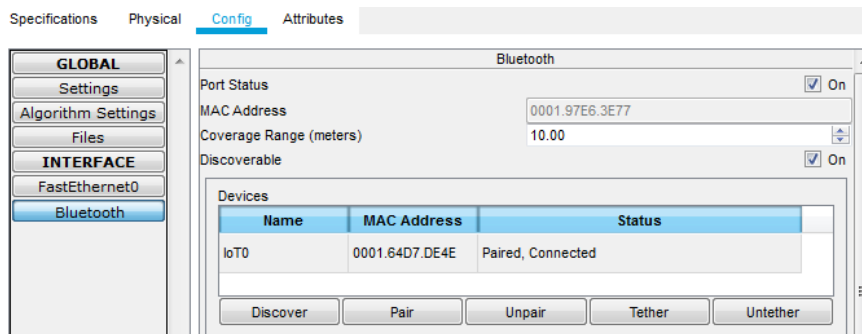 Specifications Physical Config Attributes
GLOBAL
Settings
Algorithm Settings
Files
INTERFACE
FastEthernet0
Bluetooth
Bluetooth
Port Status On
MAC Address 0001.97E6.3E77
Coverage Range (meters) 10.00
Discoverable On
Devices
Name MAC Address Status
IoT0 0001.64D7.DE4E Paired, Connected
Discover Pair Unpair Tether Untether